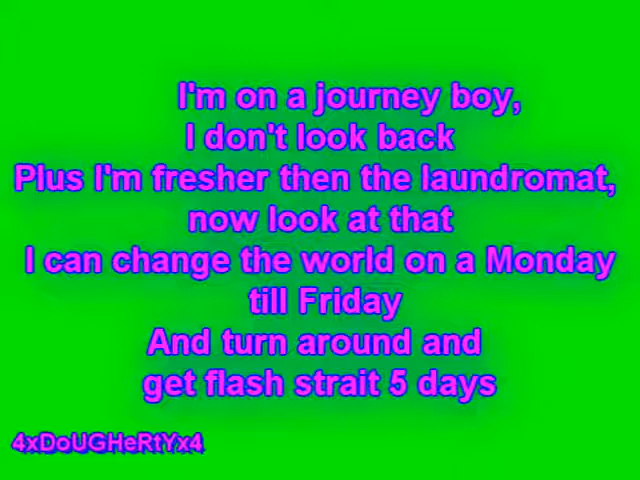 I'm on a journey boy,
I don't look back
Plus I'm fresher then the laundromat,
now look at that
I can change the world on a Monday
till Friday
And turn around and
get flash strait 5 days
4xDoUGHeRtYx4